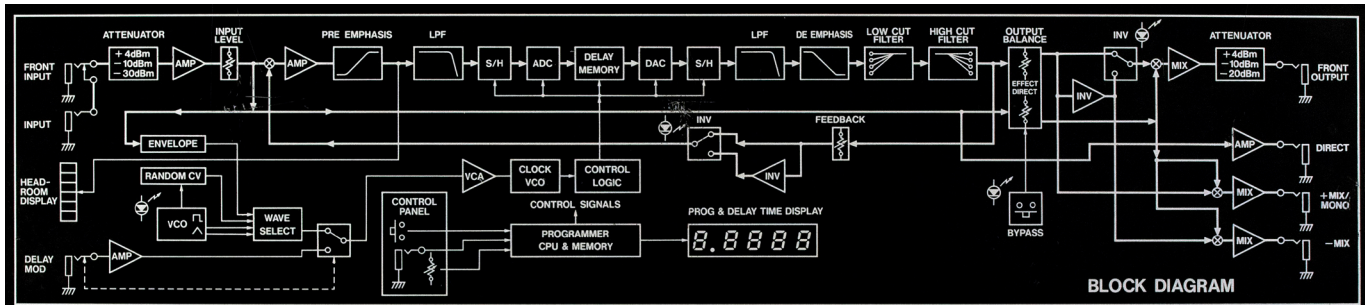 ATTENUATOR
+ 4dBm
− 10dBm
− 30dBm
FRONT
INPUT
AMP
INPUT
LEVEL
AMP
PRE EMPHASIS
LPF
S/H
ADC
DELAY
MEMORY
DAC
S/H
LPF
DE EMPHASIS
LOW CUT
FILTER
HIGH CUT
FILTER
OUTPUT
BALANCE
EFFECT
DIRECT
INV
INV
MIX
ATTENUATOR
+4dBm
−10dBm
−20dBm
FRONT
OUTPUT
INPUT
ENVELOPE
INV
FEEDBACK
INV
AMP
DIRECT
HEAD-
ROOM
DISPLAY
RANDOM CV
VCO
WAVE
SELECT
VCA
CLOCK
VCO
CONTROL
LOGIC
CONTROL
PANEL
CONTROL SIGNALS
PROGRAMMER
CPU & MEMORY
PROG & DELAY TIME DISPLAY
8.8888
BYPASS
MIX
+MIX/
MONO
MIX
−MIX
DELAY
MOD
AMP
BLOCK DIAGRAM